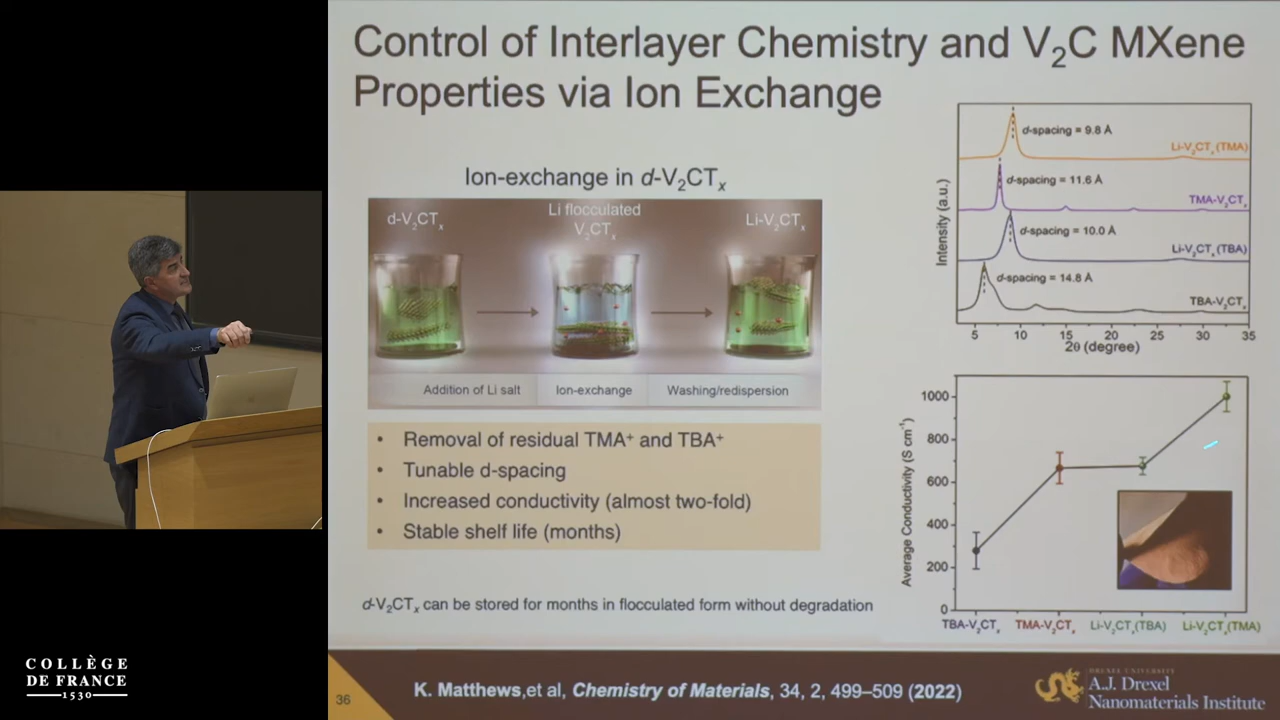 Control of Interlayer Chemistry and V₂C MXene
Properties via Ion Exchange
Ion-exchange in d-V₂CTₓ
d-V₂CTₓ
Li flocculated
V₂CTₓ
Li-V₂CTₓ
Addition of Li salt
Ion-exchange
Washing/redispersion
• Removal of residual TMA⁺ and TBA⁺
• Tunable d-spacing
• Increased conductivity (almost two-fold)
• Stable shelf life (months)
d-V₂CTₓ can be stored for months in flocculated form without degradation
Intensity (a.u.)
d-spacing = 9.8 Å
Li-V₂CTₓ(TMA)
d-spacing = 11.6 Å
TMA-V₂CTₓ
d-spacing = 10.0 Å
Li-V₂CTₓ(TBA)
d-spacing = 14.8 Å
TBA-V₂CTₓ
5 10 15 20 25 30 35
2θ (degree)
Average Conductivity (S cm⁻¹)
1000
800
600
400
200
0
TBA-V₂CTₓ TMA-V₂CTₓ Li-V₂CTₓ(TBA) Li-V₂CTₓ(TMA)
COLLÈGE
DE FRANCE
1530
36
K. Matthews,et al, Chemistry of Materials, 34, 2, 499–509 (2022)
DREXEL UNIVERSITY
A.J. Drexel
Nanomaterials Institute